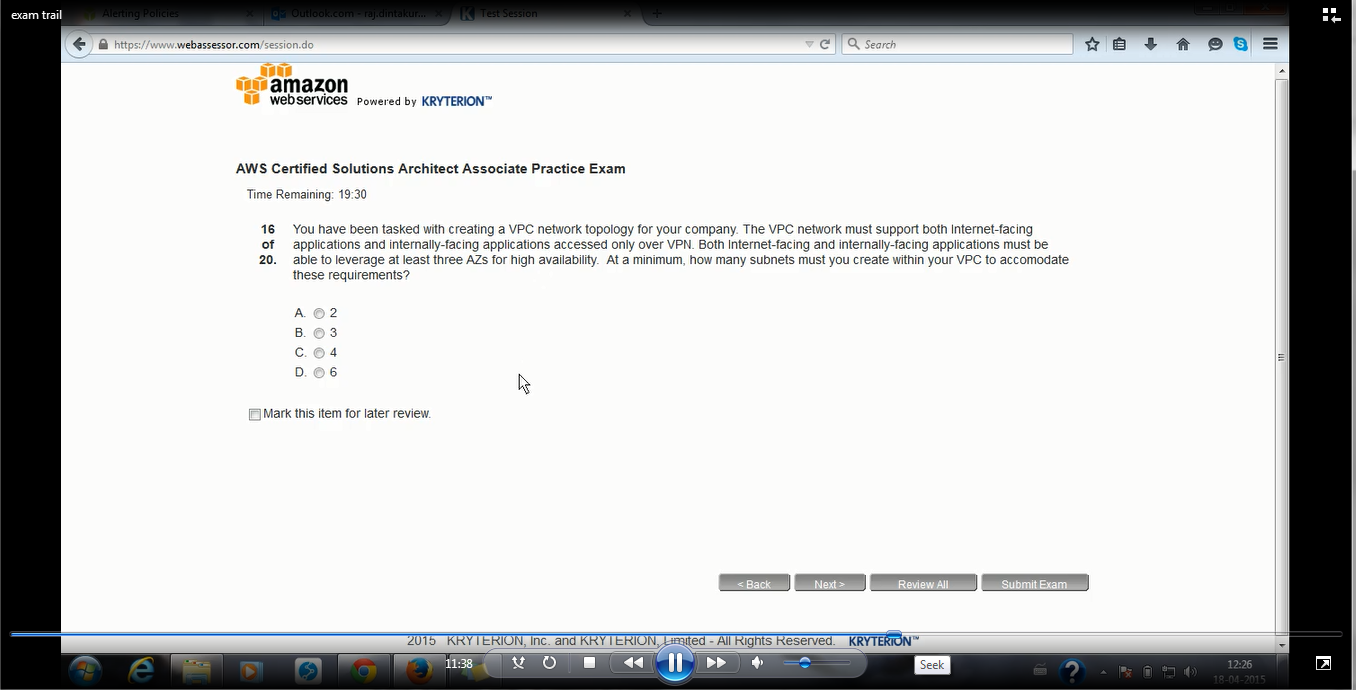 exam trail
Alerting Policies
Outlook.com - raj.dintakur...
Test Session
https://www.webassessor.com/session.do
Search
amazon
webservices
Powered by KRYTERION™
AWS Certified Solutions Architect Associate Practice Exam
Time Remaining: 19:30
16 You have been tasked with creating a VPC network topology for your company. The VPC network must support both Internet-facing
of applications and internally-facing applications accessed only over VPN. Both Internet-facing and internally-facing applications must be
20. able to leverage at least three AZs for high availability. At a minimum, how many subnets must you create within your VPC to accomodate
these requirements?
A. 2
B. 3
C. 4
D. 6
Mark this item for later review.
< Back
Next >
Review All
Submit Exam
2015 KRYTERION, Inc. and KRYTERION, Limited - All Rights Reserved. KRYTERION™
11:38
Seek
12:26
18-04-2015